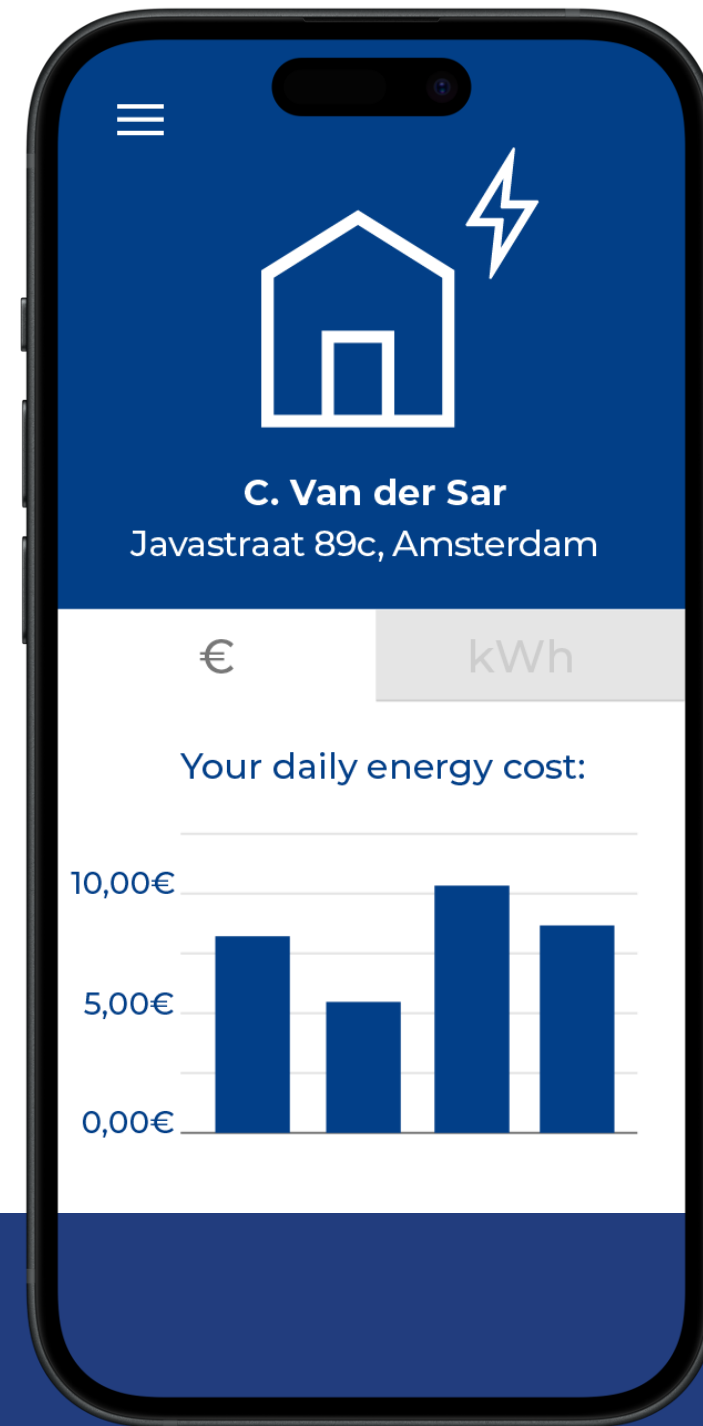 C. Van der Sar
Javastraat 89c, Amsterdam
€
kWh
Your daily energy cost:
10,00€
5,00€
0,00€